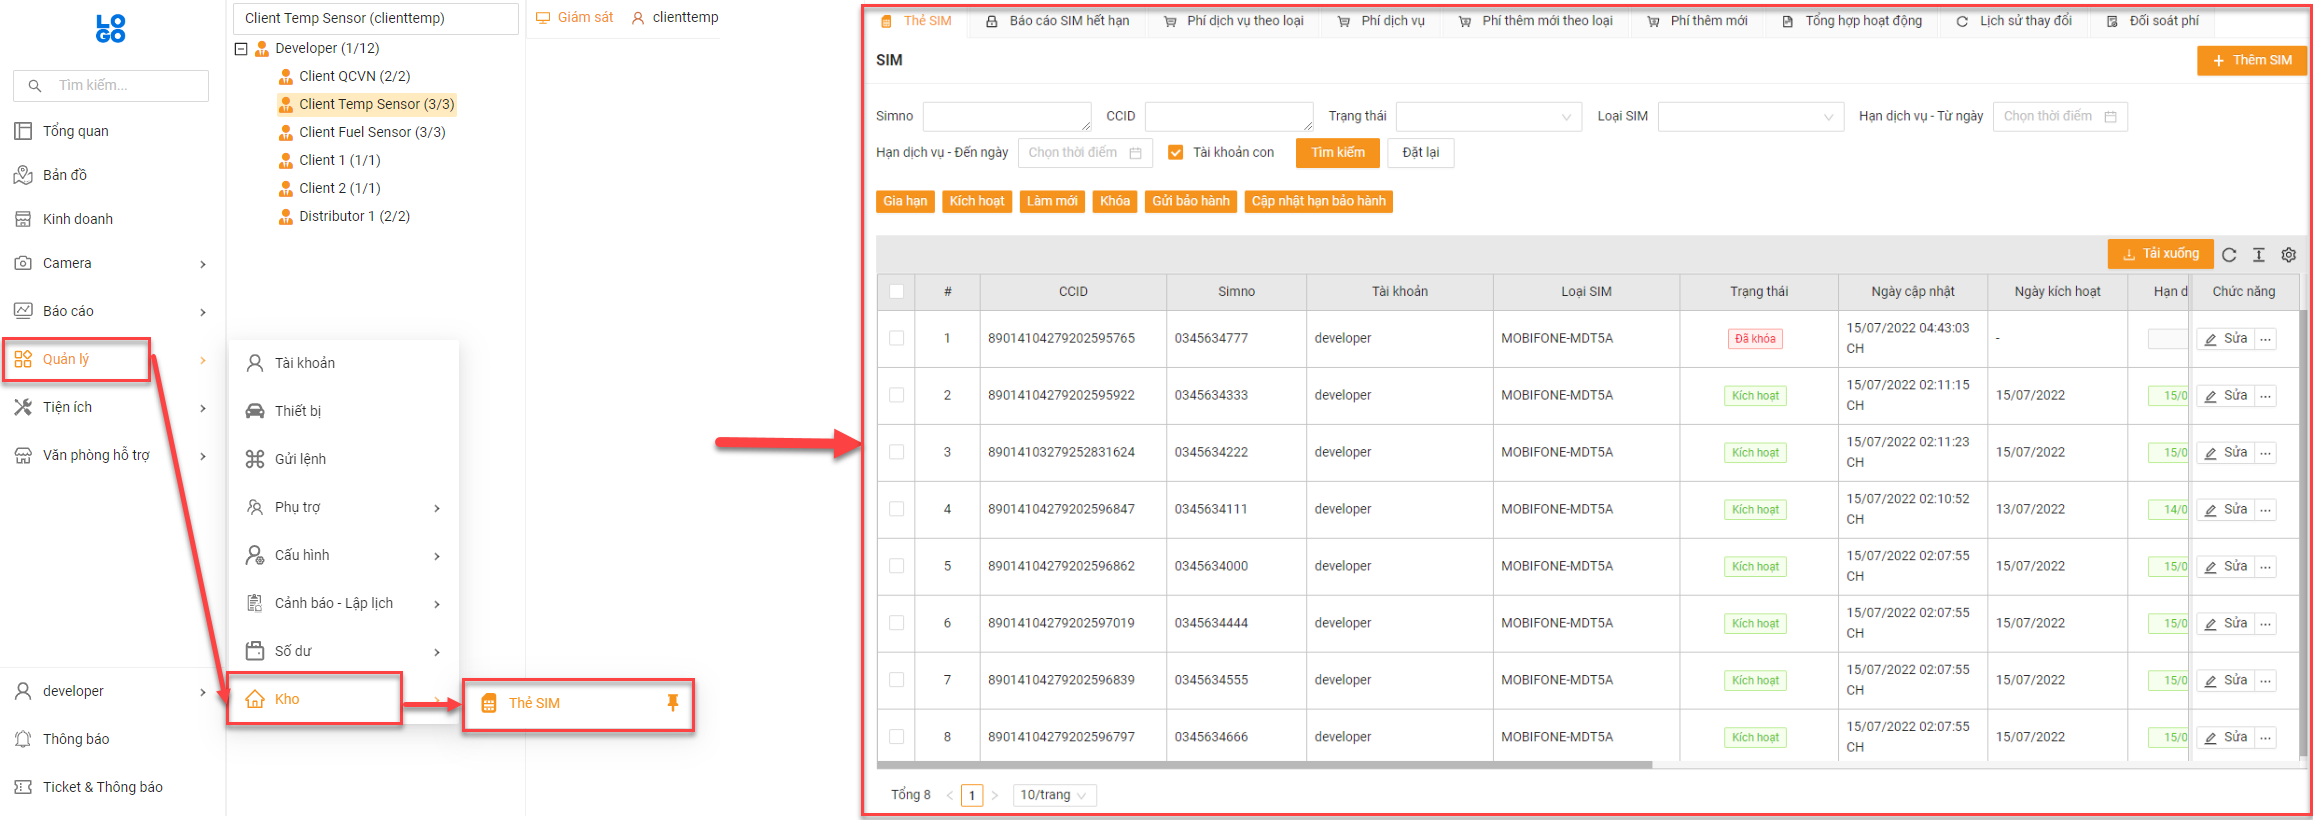 LO
GO
Tìm kiếm...
Tổng quan
Bản đồ
Kinh doanh
Camera
Báo cáo
Quản lý
Tiện ích
Văn phòng hỗ trợ
developer
Thông báo
Ticket & Thông báo
Client Temp Sensor (clienttemp)
Developer (1/12)
Client QCVN (2/2)
Client Temp Sensor (3/3)
Client Fuel Sensor (3/3)
Client 1 (1/1)
Client 2 (1/1)
Distributor 1 (2/2)
Giám sát clienttemp
Tài khoản
Thiết bị
Gửi lệnh
Phụ trợ
Cấu hình
Cảnh báo - Lập lịch
Số dư
Kho
Thẻ SIM
Thẻ SIM Báo cáo SIM hết hạn Phí dịch vụ theo loại Phí dịch vụ Phí thêm mới theo loại Phí thêm mới Tổng hợp hoạt động Lịch sử thay đổi Đối soát phí
SIM
+ Thêm SIM
Simno CCID Trạng thái Loại SIM Hạn dịch vụ - Từ ngày Chọn thời điểm
Hạn dịch vụ - Đến ngày Chọn thời điểm Tài khoản con Tìm kiếm Đặt lại
Gia hạn Kích hoạt Làm mới Khóa Gửi bảo hành Cập nhật hạn bảo hành
Tải xuống
# CCID Simno Tài khoản Loại SIM Trạng thái Ngày cập nhật Ngày kích hoạt Hạn d Chức năng
1 89014104279202595765 0345634777 developer MOBIFONE-MDT5A Đã khóa 15/07/2022 04:43:03 CH - Sửa ...
2 89014104279202595922 0345634333 developer MOBIFONE-MDT5A Kích hoạt 15/07/2022 02:11:15 CH 15/07/2022 15/0 Sửa ...
3 89014103279252831624 0345634222 developer MOBIFONE-MDT5A Kích hoạt 15/07/2022 02:11:23 CH 15/07/2022 15/0 Sửa ...
4 89014104279202596847 0345634111 developer MOBIFONE-MDT5A Kích hoạt 15/07/2022 02:10:52 CH 13/07/2022 14/0 Sửa ...
5 89014104279202596862 0345634000 developer MOBIFONE-MDT5A Kích hoạt 15/07/2022 02:07:55 CH 15/07/2022 15/0 Sửa ...
6 89014104279202597019 0345634444 developer MOBIFONE-MDT5A Kích hoạt 15/07/2022 02:07:55 CH 15/07/2022 15/0 Sửa ...
7 89014104279202596839 0345634555 developer MOBIFONE-MDT5A Kích hoạt 15/07/2022 02:07:55 CH 15/07/2022 15/0 Sửa ...
8 89014104279202596797 0345634666 developer MOBIFONE-MDT5A Kích hoạt 15/07/2022 02:07:55 CH 15/07/2022 15/0 Sửa ...
Tổng 8 < 1 > 10/trang